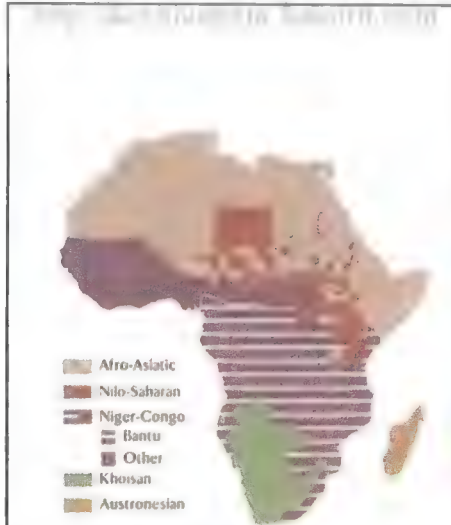 Afro-Asiatic
Nilo-Saharan
Niger-Congo
Bantu
Other
Khoisan
Austronesian